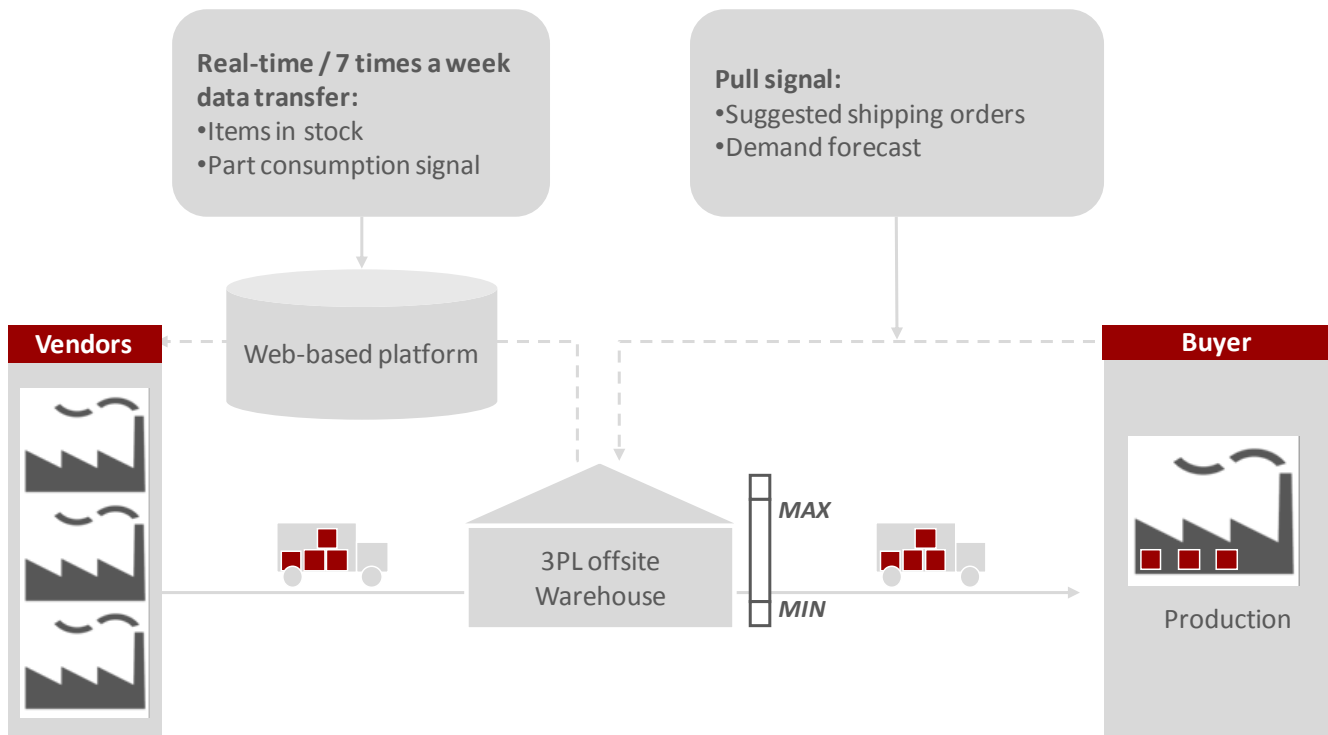 Real-time / 7 times a week
data transfer:
•Items in stock
•Part consumption signal
Pull signal:
•Suggested shipping orders
•Demand forecast
Vendors
Web-based platform
Buyer
MAX
3PL offsite
Warehouse
MIN
Production